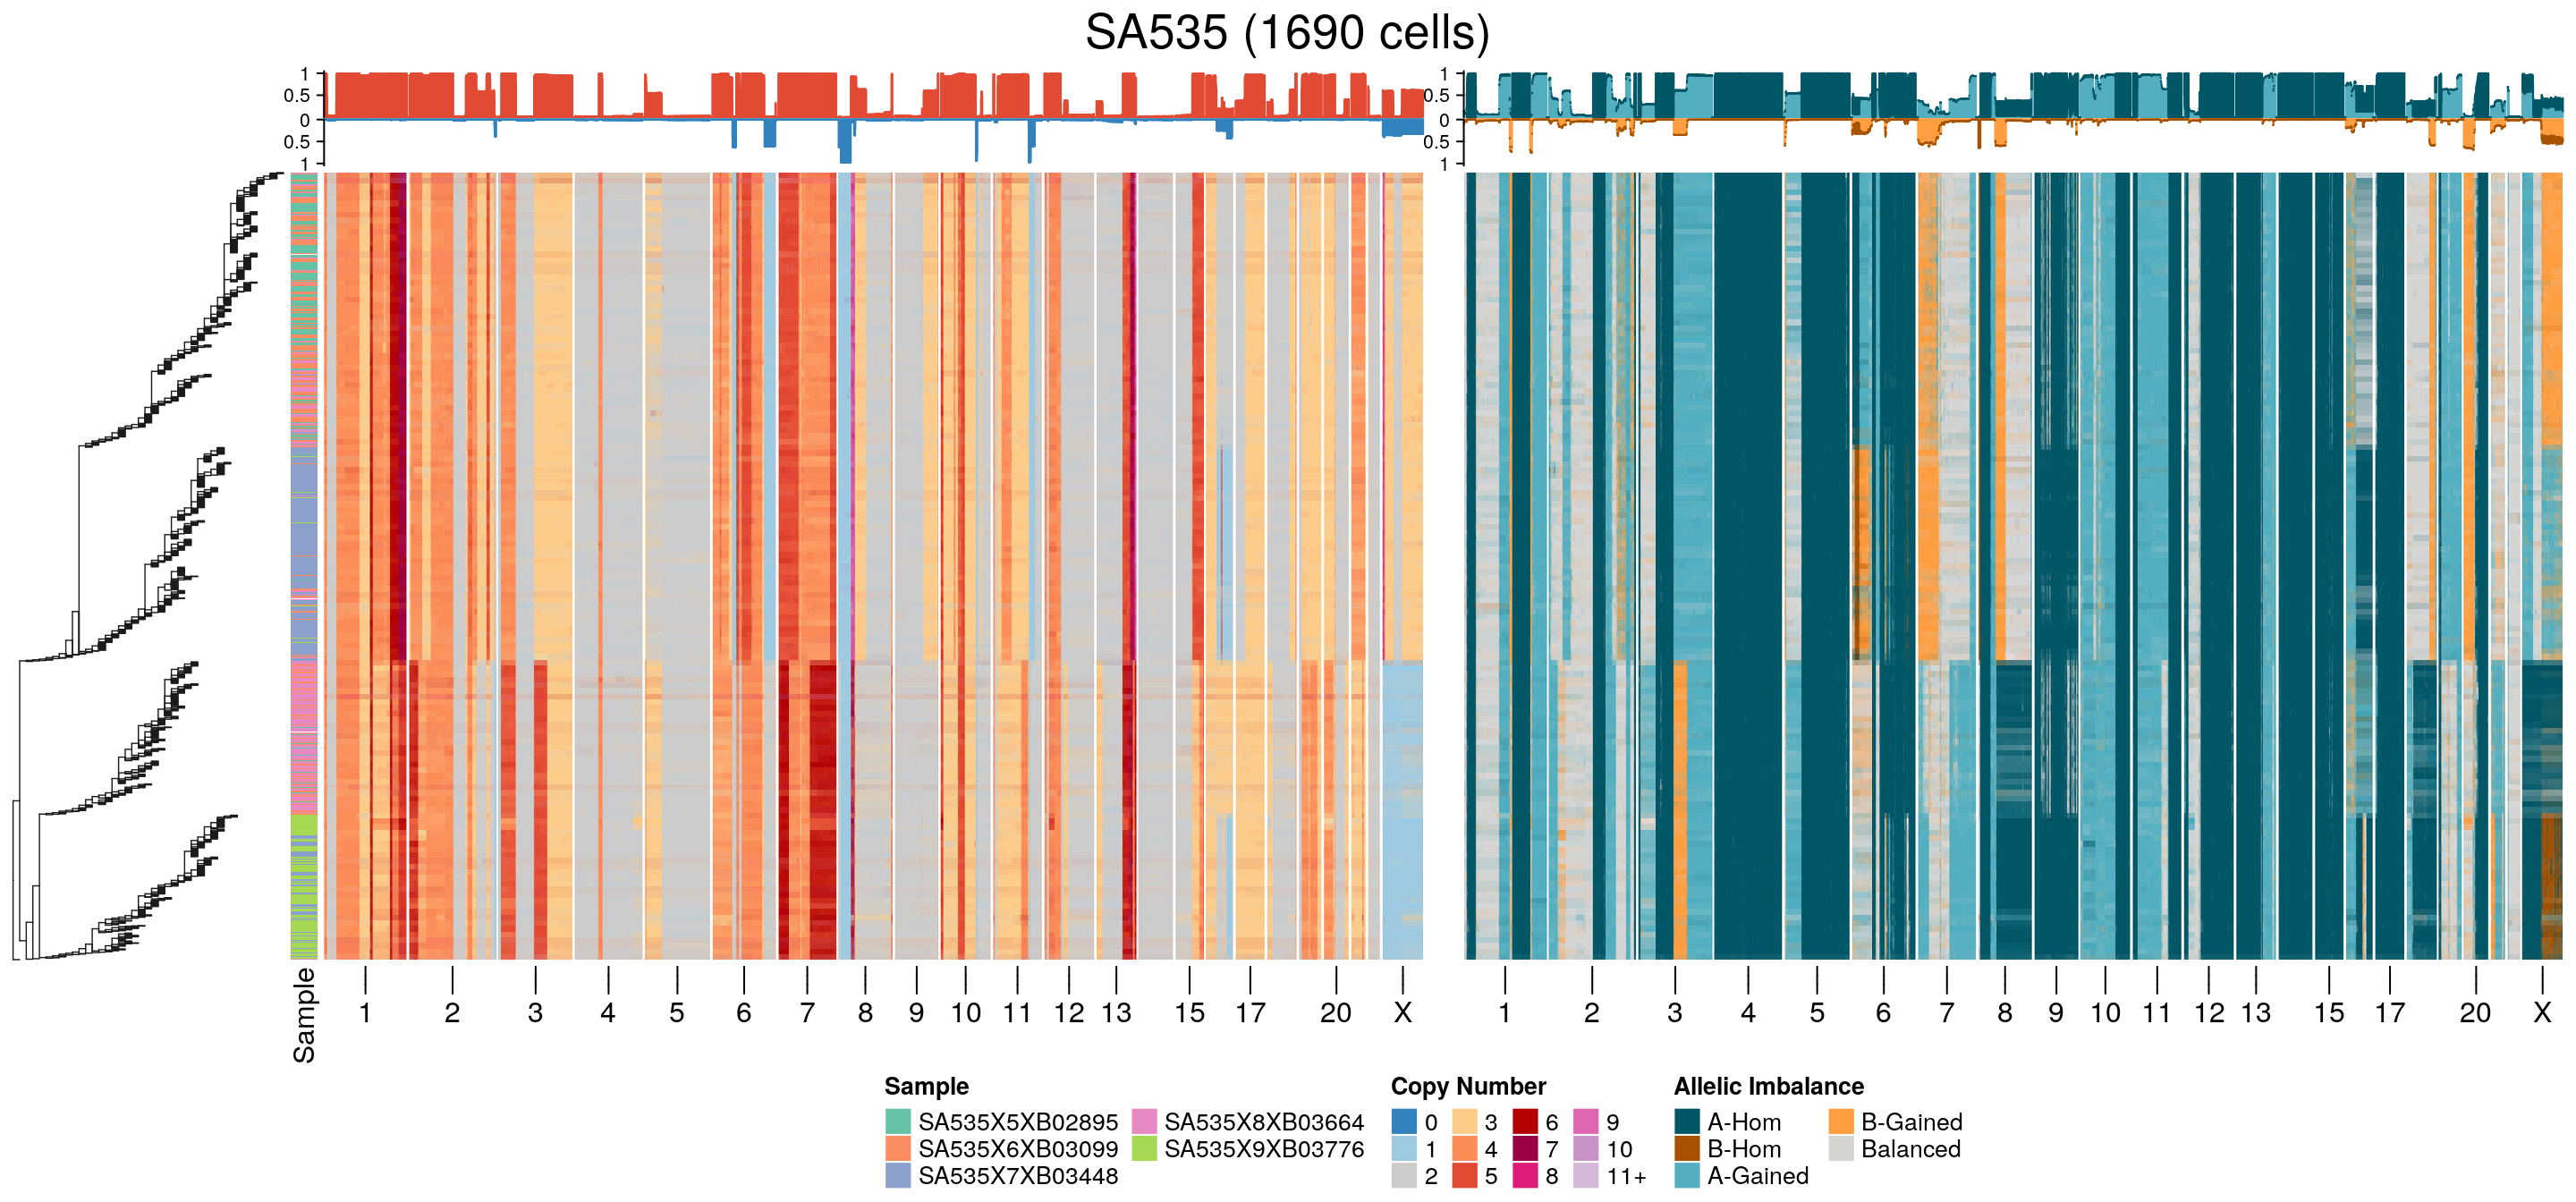 SA535 (1690 cells)
1
0.5
0
0.5
1
1
0.5
0
0.5
1
Sample
1 2 3 4 5 6 7 8 9 10 11 12 13 15 17 20 X
1 2 3 4 5 6 7 8 9 10 11 12 13 15 17 20 X
Sample
SA535X5XB02895
SA535X6XB03099
SA535X7XB03448
SA535X8XB03664
SA535X9XB03776
Copy Number
0
1
2
3
4
5
6
7
8
9
10
11+
Allelic Imbalance
A-Hom
B-Hom
A-Gained
B-Gained
Balanced